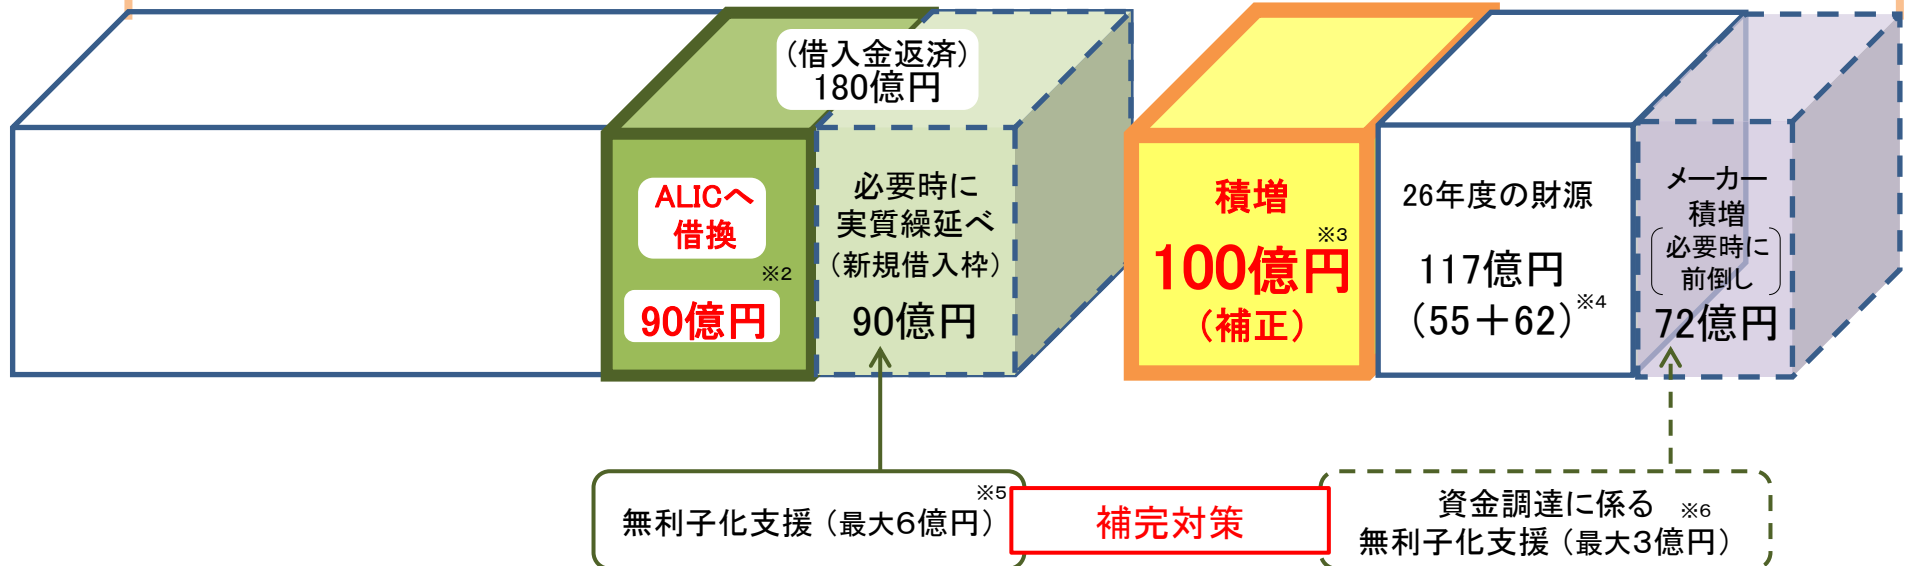 （借入金返済）
180億円
ALICへ
借換
※2
90億円
必要時に
実質繰延べ
（新規借入枠）
90億円
積増
※3
100億円
（補正）
26年度の財源
117億円
（55＋62）※4
メーカー
積増
必要時に
前倒し
72億円
無利子化支援（最大６億円）※5
補完対策
資金調達に係る ※6
無利子化支援（最大３億円）